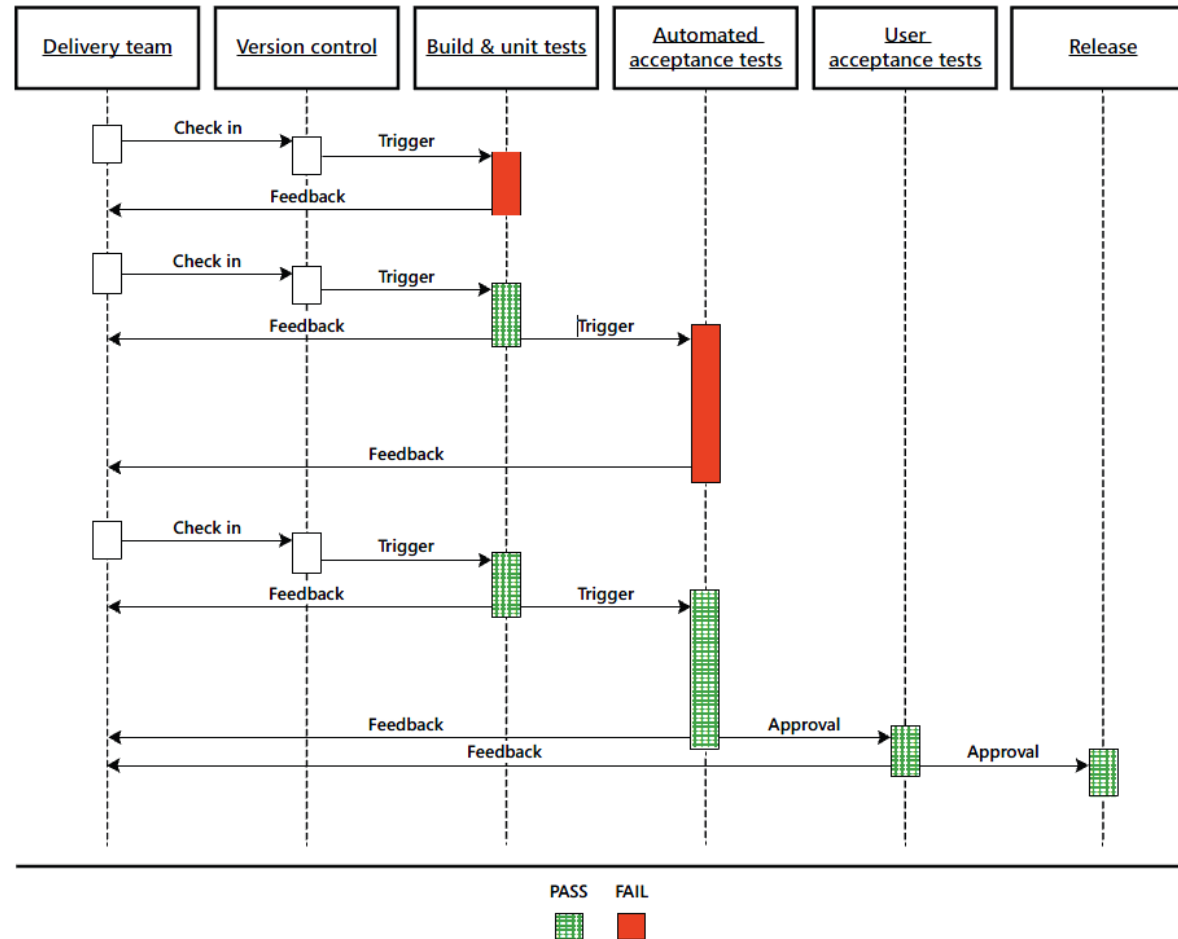 Delivery team
Version control
Build & unit tests
Automated
acceptance tests
User
acceptance tests
Release
Check in
Trigger
Feedback
Check in
Trigger
Feedback
Trigger
Feedback
Check in
Trigger
Feedback
Trigger
Feedback
Approval
Feedback
Approval
PASS
FAIL